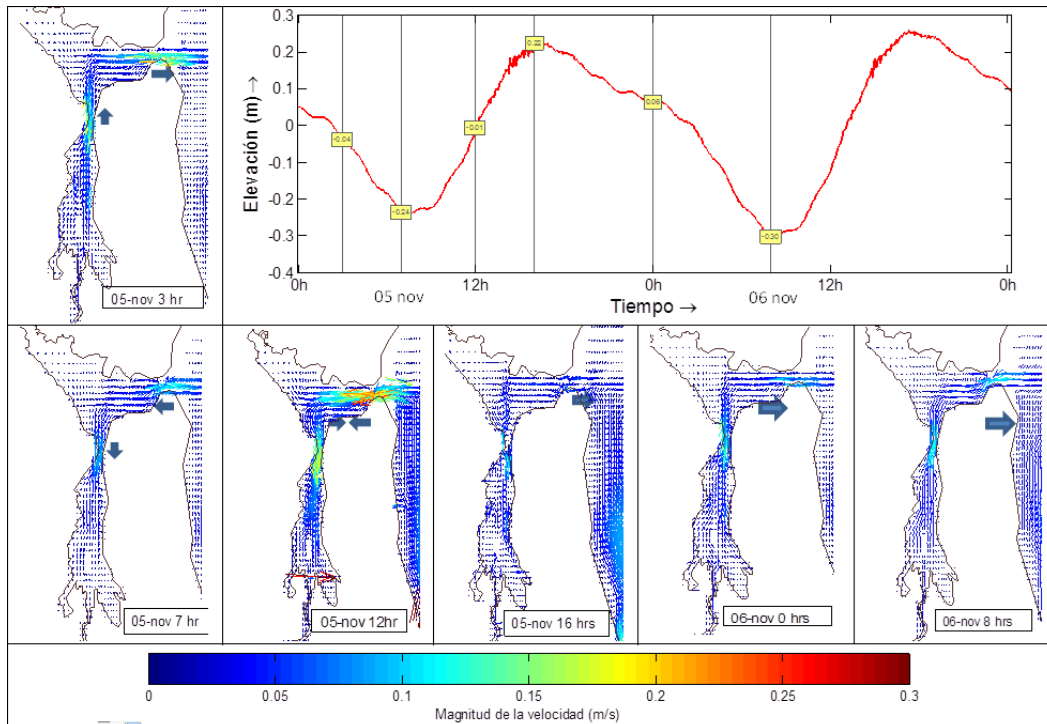 05-nov 3 hr
Elevación (m) →
0.3
0.2
0.1
0
-0.1
-0.2
-0.3
-0.4
-0.04
-0.24
-0.01
0.22
0.06
-0.30
0h
12h
0h
12h
0h
05 nov
06 nov
Tiempo →
05-nov 7 hr
05-nov 12hr
05-nov 16 hrs
06-nov 0 hrs
06-nov 8 hrs
0
0.05
0.1
0.15
0.2
0.25
0.3
Magnitud de la velocidad (m/s)